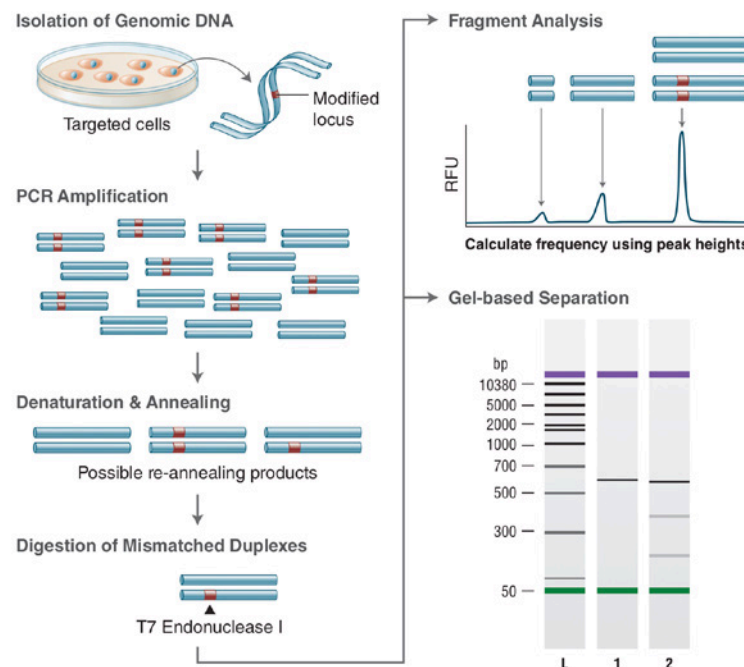 Isolation of Genomic DNA
Targeted cells
Modified
locus
PCR Amplification
Denaturation & Annealing
Possible re-annealing products
Digestion of Mismatched Duplexes
T7 Endonuclease I
Fragment Analysis
RFU
Calculate frequency using peak heights
Gel-based Separation
bp
10380
5000
2000
1000
700
500
300
50
L 1 2